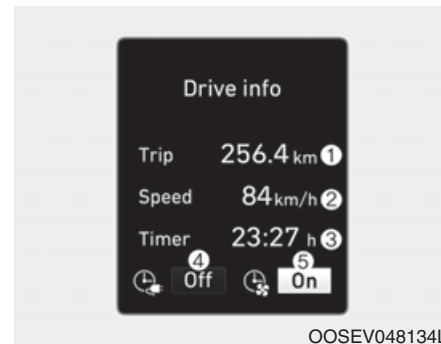 Drive info
Trip 256.4 km 1
Speed 84 km/h 2
Timer 23:27 h 3
4 5
Off On
OOSEV048134L